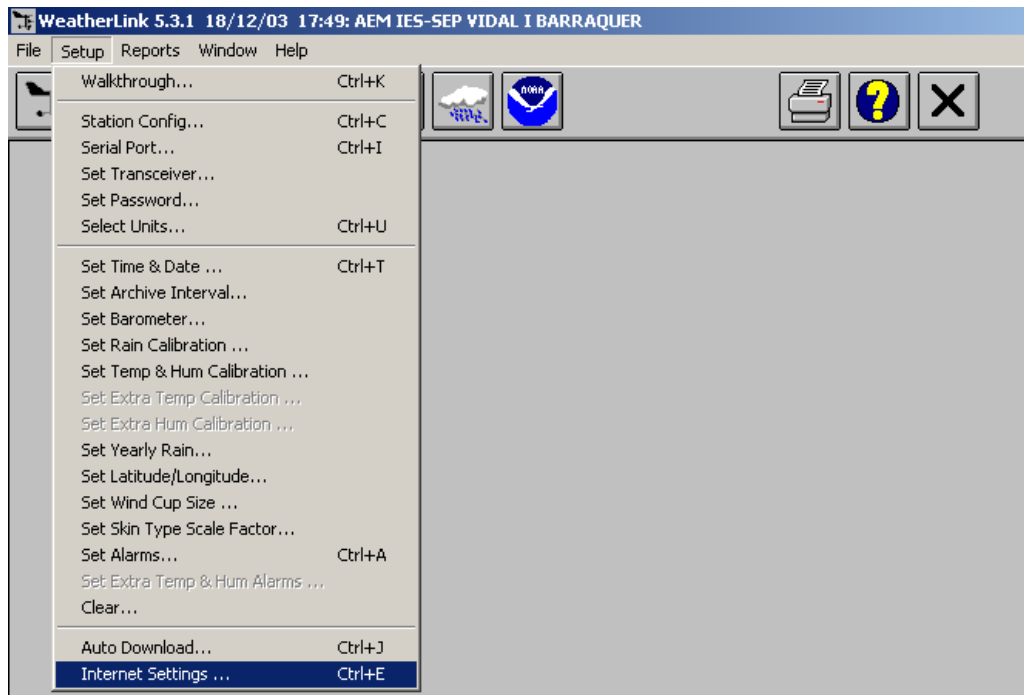 WeatherLink 5.3.1 18/12/03 17:49: AEM IES-SEP VIDAL I BARRAQUER
File Setup Reports Window Help
Walkthrough... Ctrl+K
NOAA
Station Config... Ctrl+C
Serial Port... Ctrl+I
Set Transceiver...
Set Password...
Select Units... Ctrl+U
Set Time & Date ... Ctrl+T
Set Archive Interval...
Set Barometer...
Set Rain Calibration ...
Set Temp & Hum Calibration ...
Set Extra Temp Calibration ...
Set Extra Hum Calibration ...
Set Yearly Rain...
Set Latitude/Longitude...
Set Wind Cup Size ...
Set Skin Type Scale Factor...
Set Alarms... Ctrl+A
Set Extra Temp & Hum Alarms ...
Clear...
Auto Download... Ctrl+J
Internet Settings ... Ctrl+E